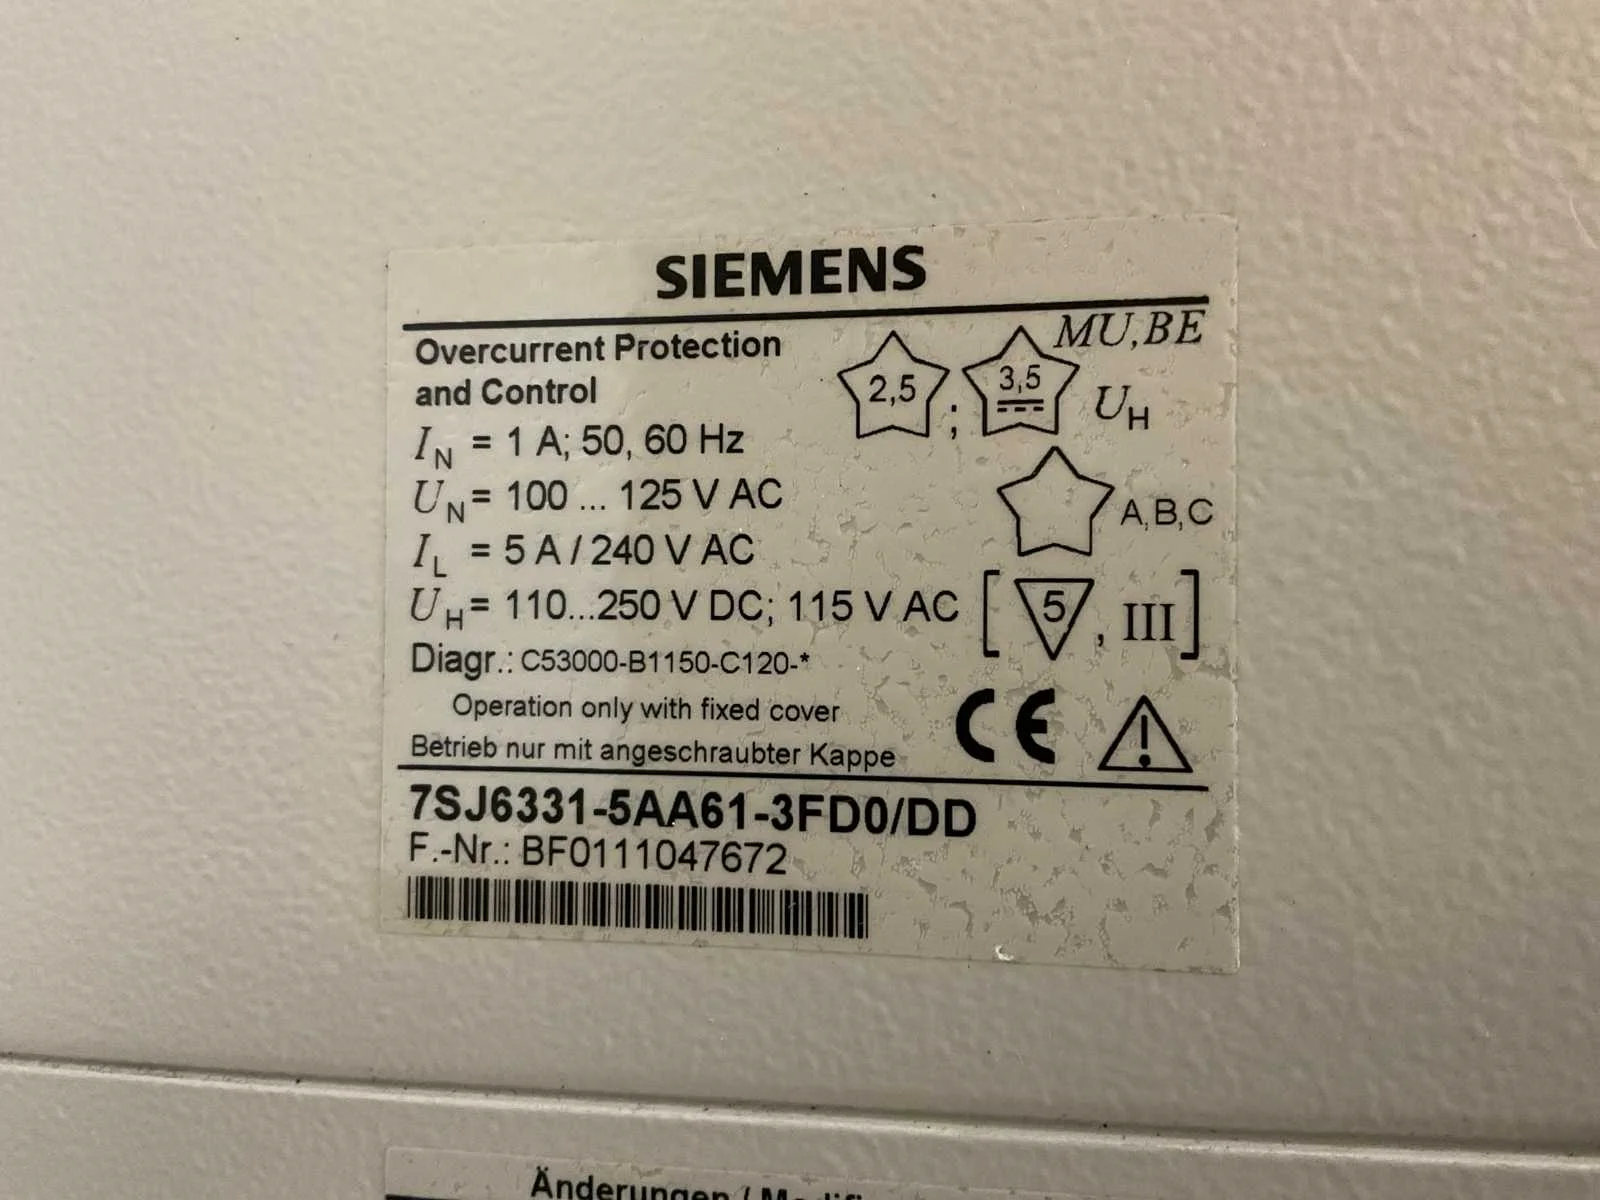 SIEMENS
Overcurrent Protection
and Control
MU,BE
2,5 ; 3,5 UH
IN = 1 A; 50, 60 Hz
UN = 100 ... 125 V AC
A,B,C
IL = 5 A / 240 V AC
UH = 110...250 V DC; 115 V AC [ 5 , III ]
Diagr.: C53000-B1150-C120-*
Operation only with fixed cover
Betrieb nur mit angeschraubter Kappe
CE
7SJ6331-5AA61-3FD0/DD
F.-Nr.: BF0111047672
Änderungen /